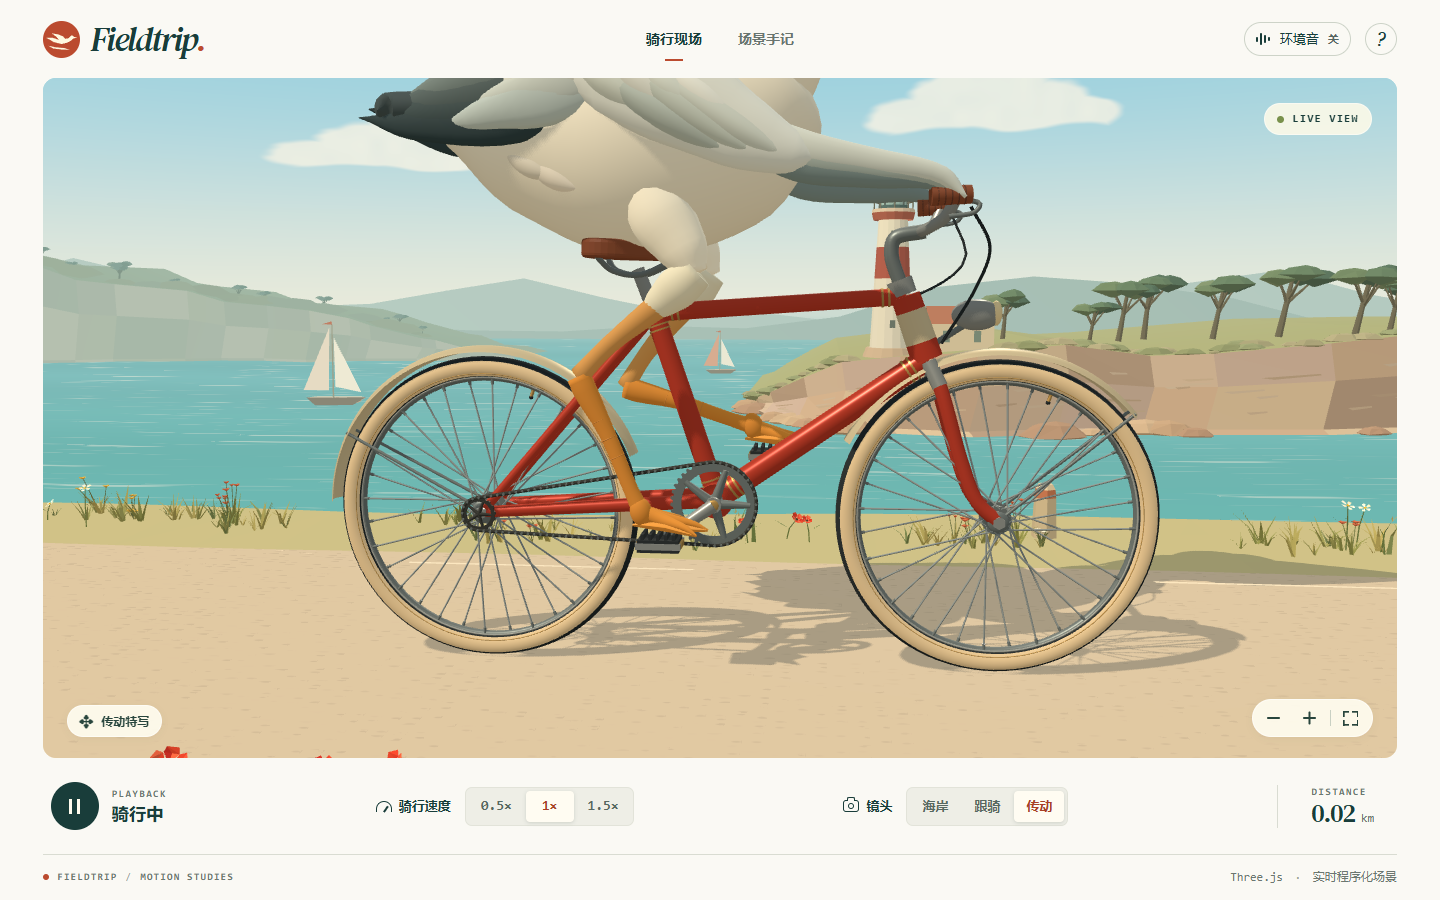 Fieldtrip.
骑行现场
场景手记
环境音 关
?
LIVE VIEW
传动特写
PLAYBACK
骑行中
骑行速度
0.5×
1×
1.5×
镜头
海岸
跟骑
传动
DISTANCE
0.02 km
FIELDTRIP / MOTION STUDIES
Three.js · 实时程序化场景